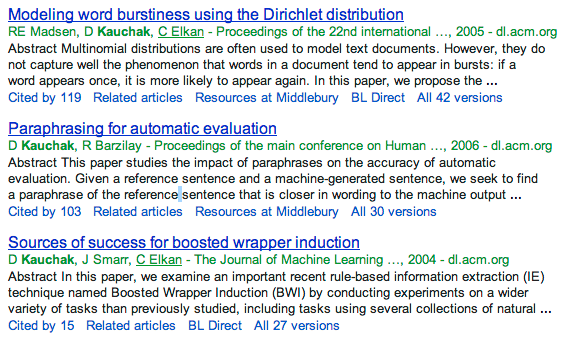 Modeling word burstiness using the Dirichlet distribution
RE Madsen, D Kauchak, C Elkan - Proceedings of the 22nd international ..., 2005 - dl.acm.org
Abstract Multinomial distributions are often used to model text documents. However, they do
not capture well the phenomenon that words in a document tend to appear in bursts: if a
word appears once, it is more likely to appear again. In this paper, we propose the ...
Cited by 119 Related articles Resources at Middlebury BL Direct All 42 versions
Paraphrasing for automatic evaluation
D Kauchak, R Barzilay - Proceedings of the main conference on Human ..., 2006 - dl.acm.org
Abstract This paper studies the impact of paraphrases on the accuracy of automatic
evaluation. Given a reference sentence and a machine-generated sentence, we seek to find
a paraphrase of the reference sentence that is closer in wording to the machine output ...
Cited by 103 Related articles Resources at Middlebury All 30 versions
Sources of success for boosted wrapper induction
D Kauchak, J Smarr, C Elkan - The Journal of Machine Learning ..., 2004 - dl.acm.org
Abstract In this paper, we examine an important recent rule-based information extraction (IE)
technique named Boosted Wrapper Induction (BWI) by conducting experiments on a wider
variety of tasks than previously studied, including tasks using several collections of natural ...
Cited by 15 Related articles BL Direct All 27 versions